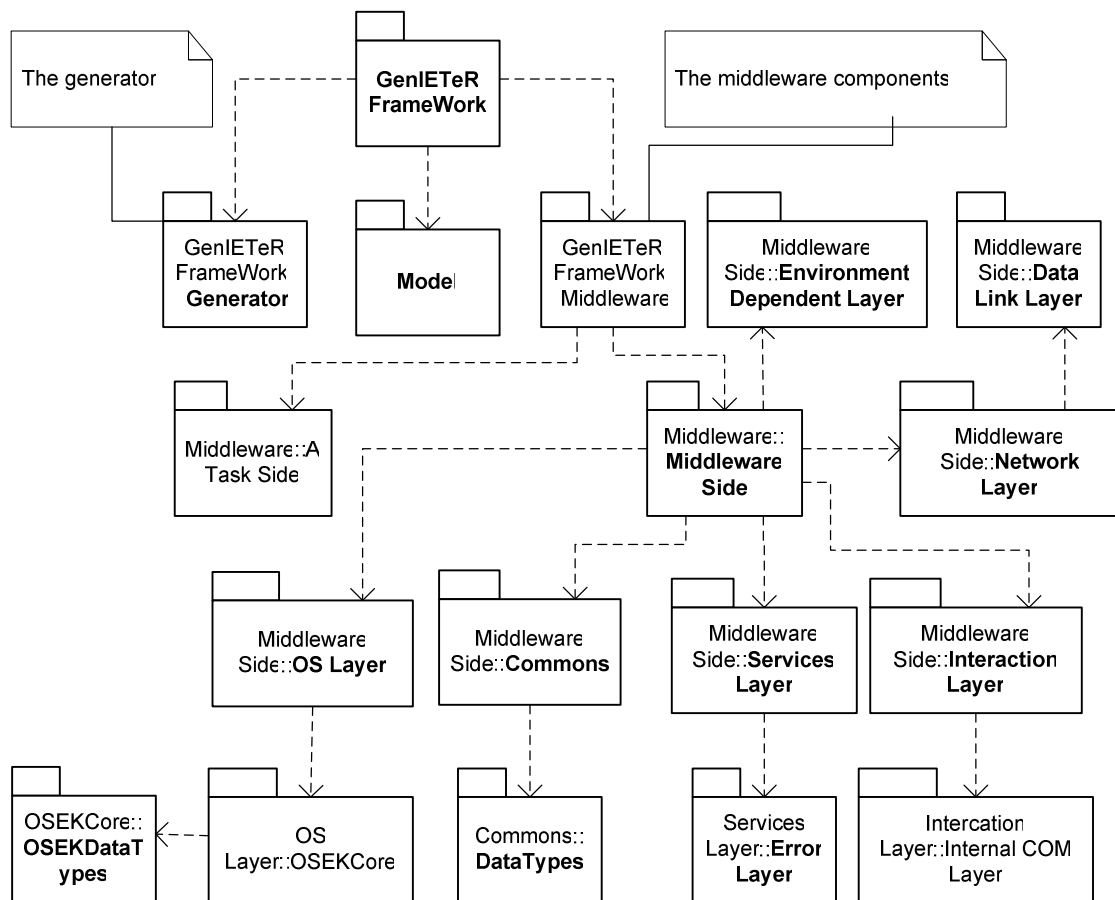 The generator
GenIETeR
FrameWork
The middleware components
GenIETeR
FrameWork
Generator
Model
GenIETeR
FrameWork
Middleware
Middleware
Side::Environment
Dependent Layer
Middleware
Side::Data
Link Layer
Middleware::A
Task Side
Middleware::
Middleware
Side
Middleware
Side::Network
Layer
Middleware
Side::OS Layer
Middleware
Side::Commons
Middleware
Side::Services
Layer
Middleware
Side::Interaction
Layer
OSEKCore::
OSEKDataT
ypes
OS
Layer::OSEKCore
Commons::
DataTypes
Services
Layer::Error
Layer
Intercation
Layer::Internal COM
Layer